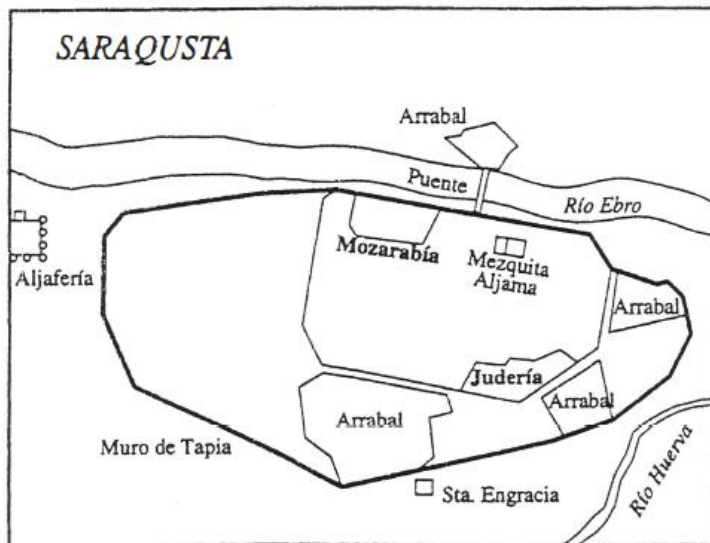 SARAQUSTA
Arrabal
Puente
Río Ebro
Mozarabía
Mezquita
Aljama
Aljafería
Arrabal
Judería
Arrabal
Arrabal
Muro de Tapia
Sta. Engracia
Río Huerva